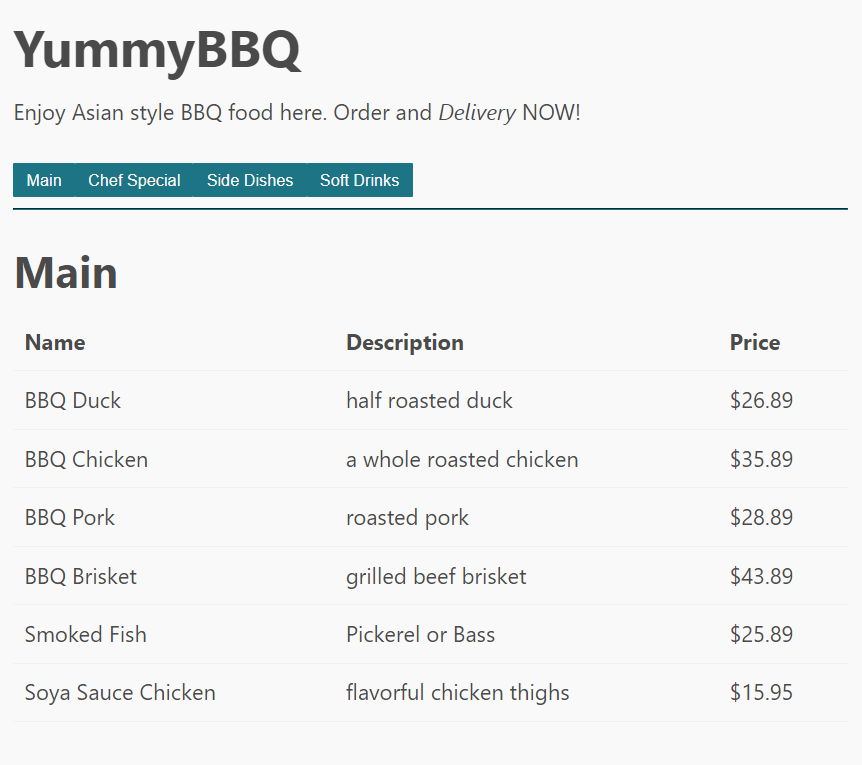 YummyBBQ
Enjoy Asian style BBQ food here. Order and Delivery NOW!
Main Chef Special Side Dishes Soft Drinks
Main
Name Description Price
BBQ Duck half roasted duck $26.89
BBQ Chicken a whole roasted chicken $35.89
BBQ Pork roasted pork $28.89
BBQ Brisket grilled beef brisket $43.89
Smoked Fish Pickerel or Bass $25.89
Soya Sauce Chicken flavorful chicken thighs $15.95